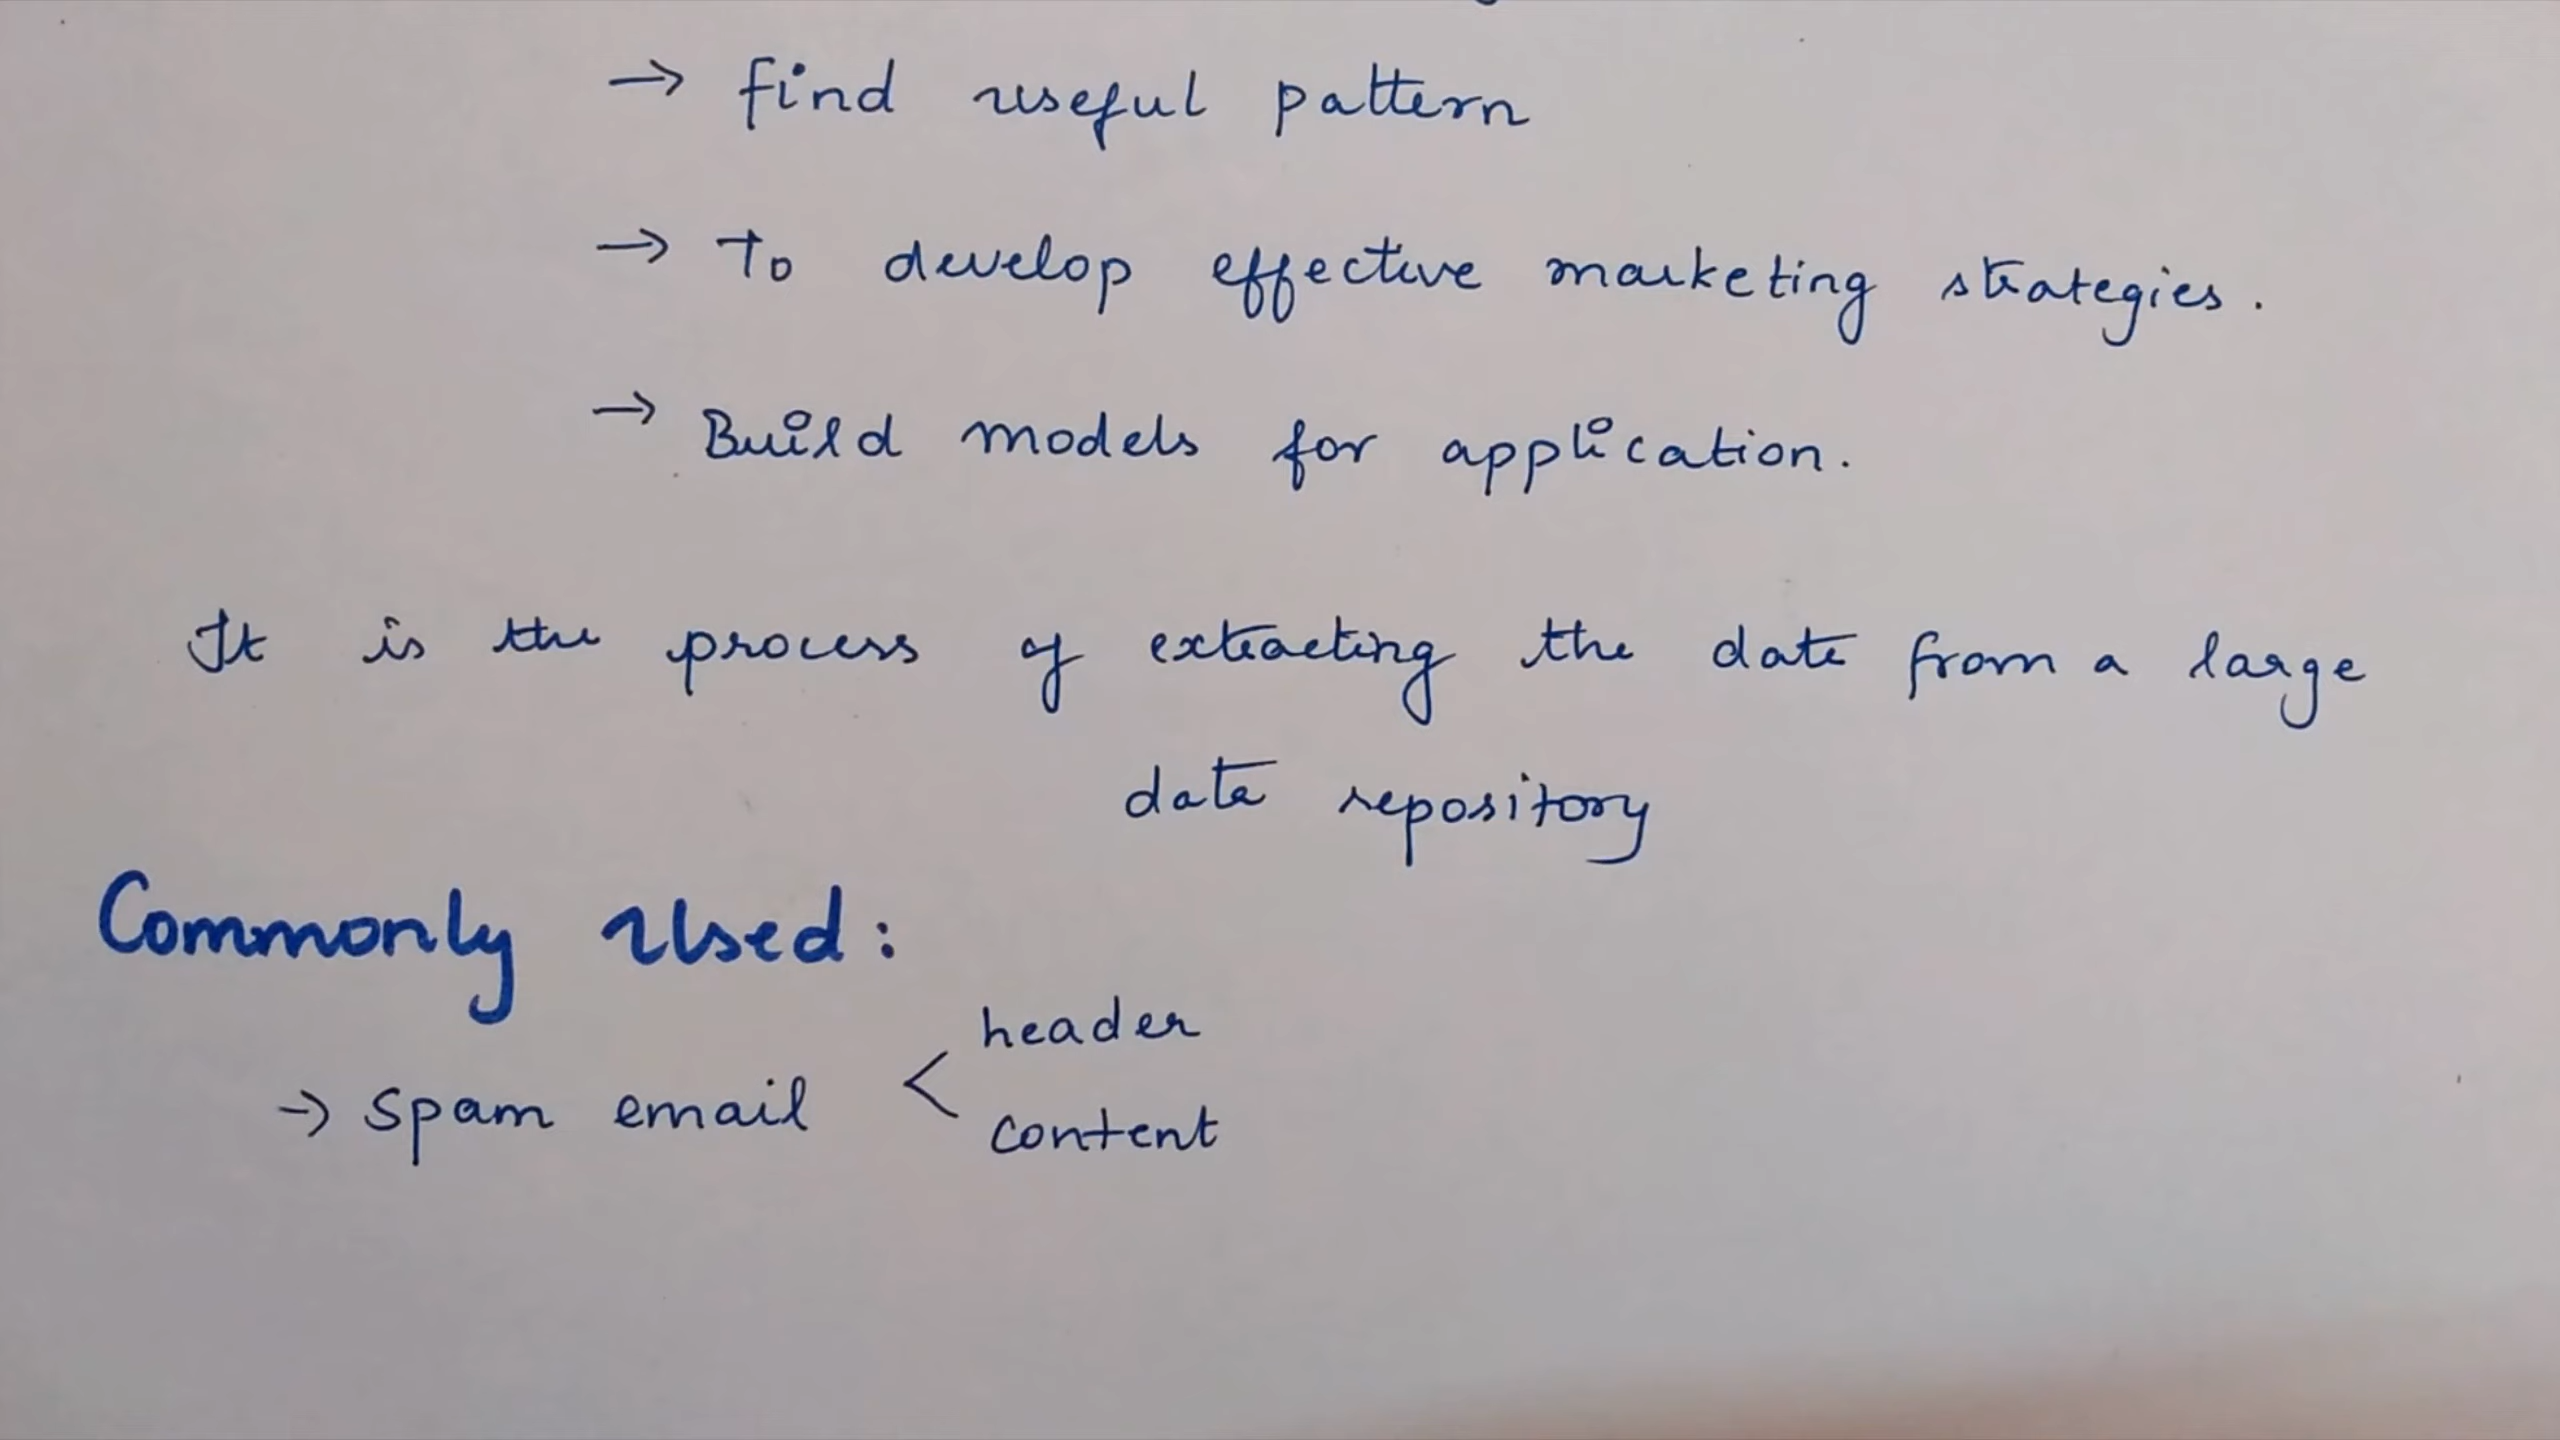 → find useful pattern
→ To develop effective marketing strategies.
→ Build models for application.
It is the process of extracting the data from a large
data repository
Commonly Used:
header
→ Spam email <
content